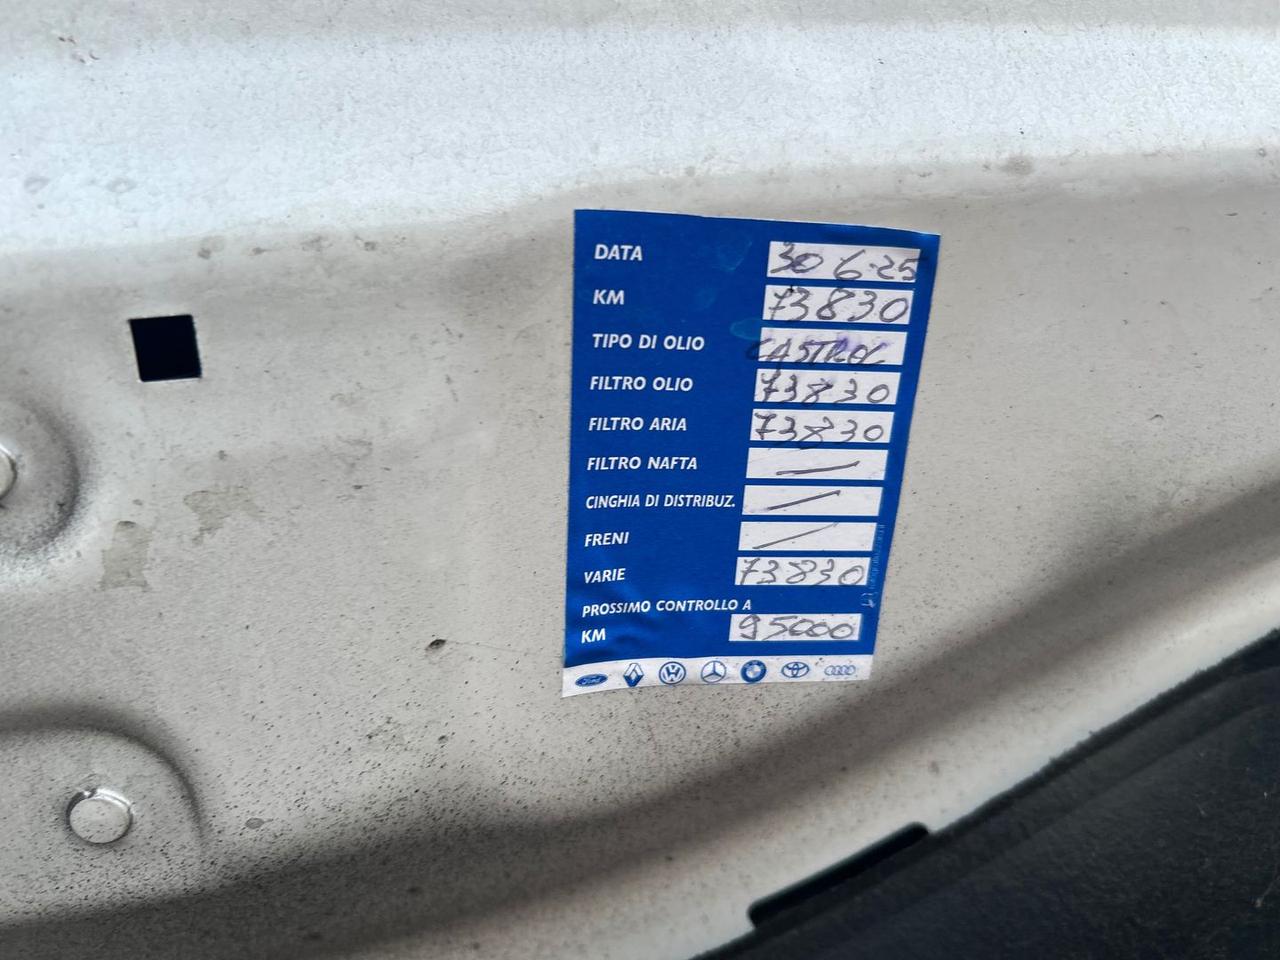 DATA 30 6-25
KM 73830
TIPO DI OLIO CASTROL
FILTRO OLIO 73830
FILTRO ARIA 73830
FILTRO NAFTA —
CINGHIA DI DISTRIBUZ. —
FRENI —
VARIE 73830
PROSSIMO CONTROLLO A
KM 95000
Ford